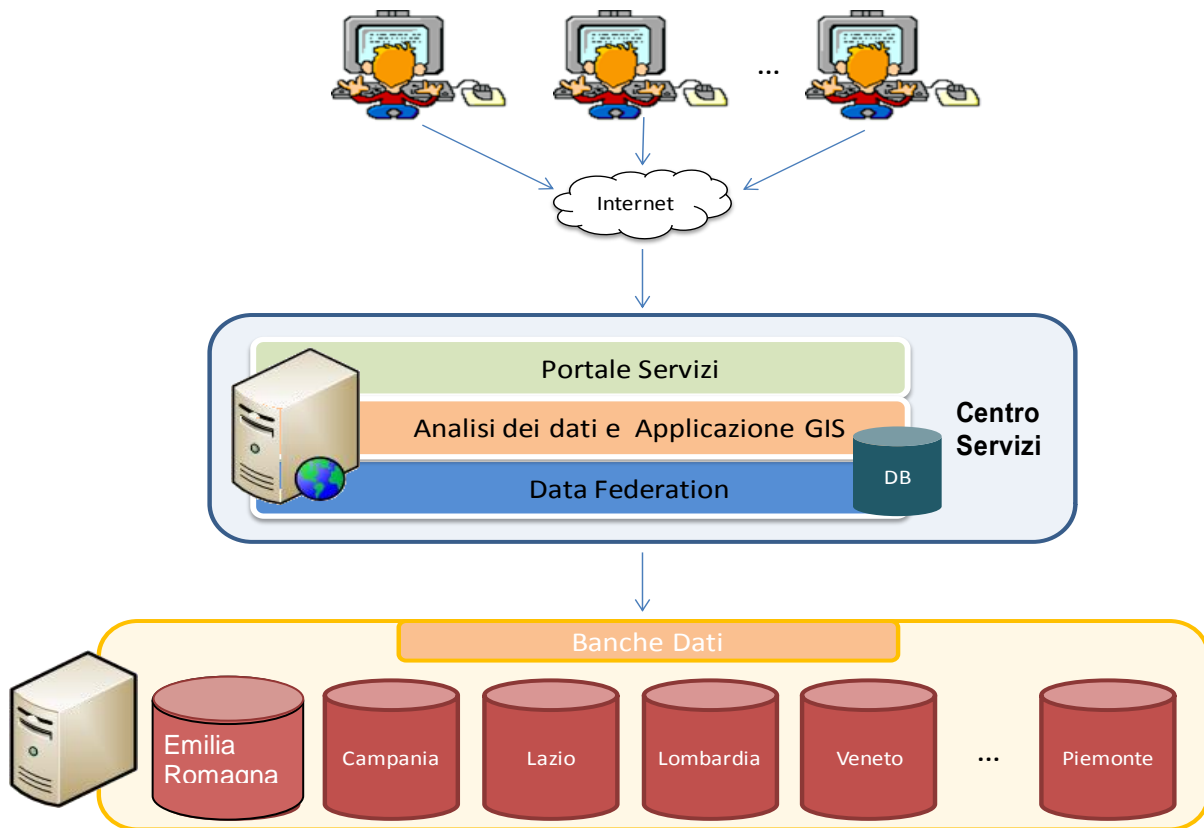 ...
Internet
Portale Servizi
Analisi dei dati e Applicazione GIS
Data Federation
DB
Centro
Servizi
Banche Dati
Emilia
Romagna
Campania
Lazio
Lombardia
Veneto
...
Piemonte